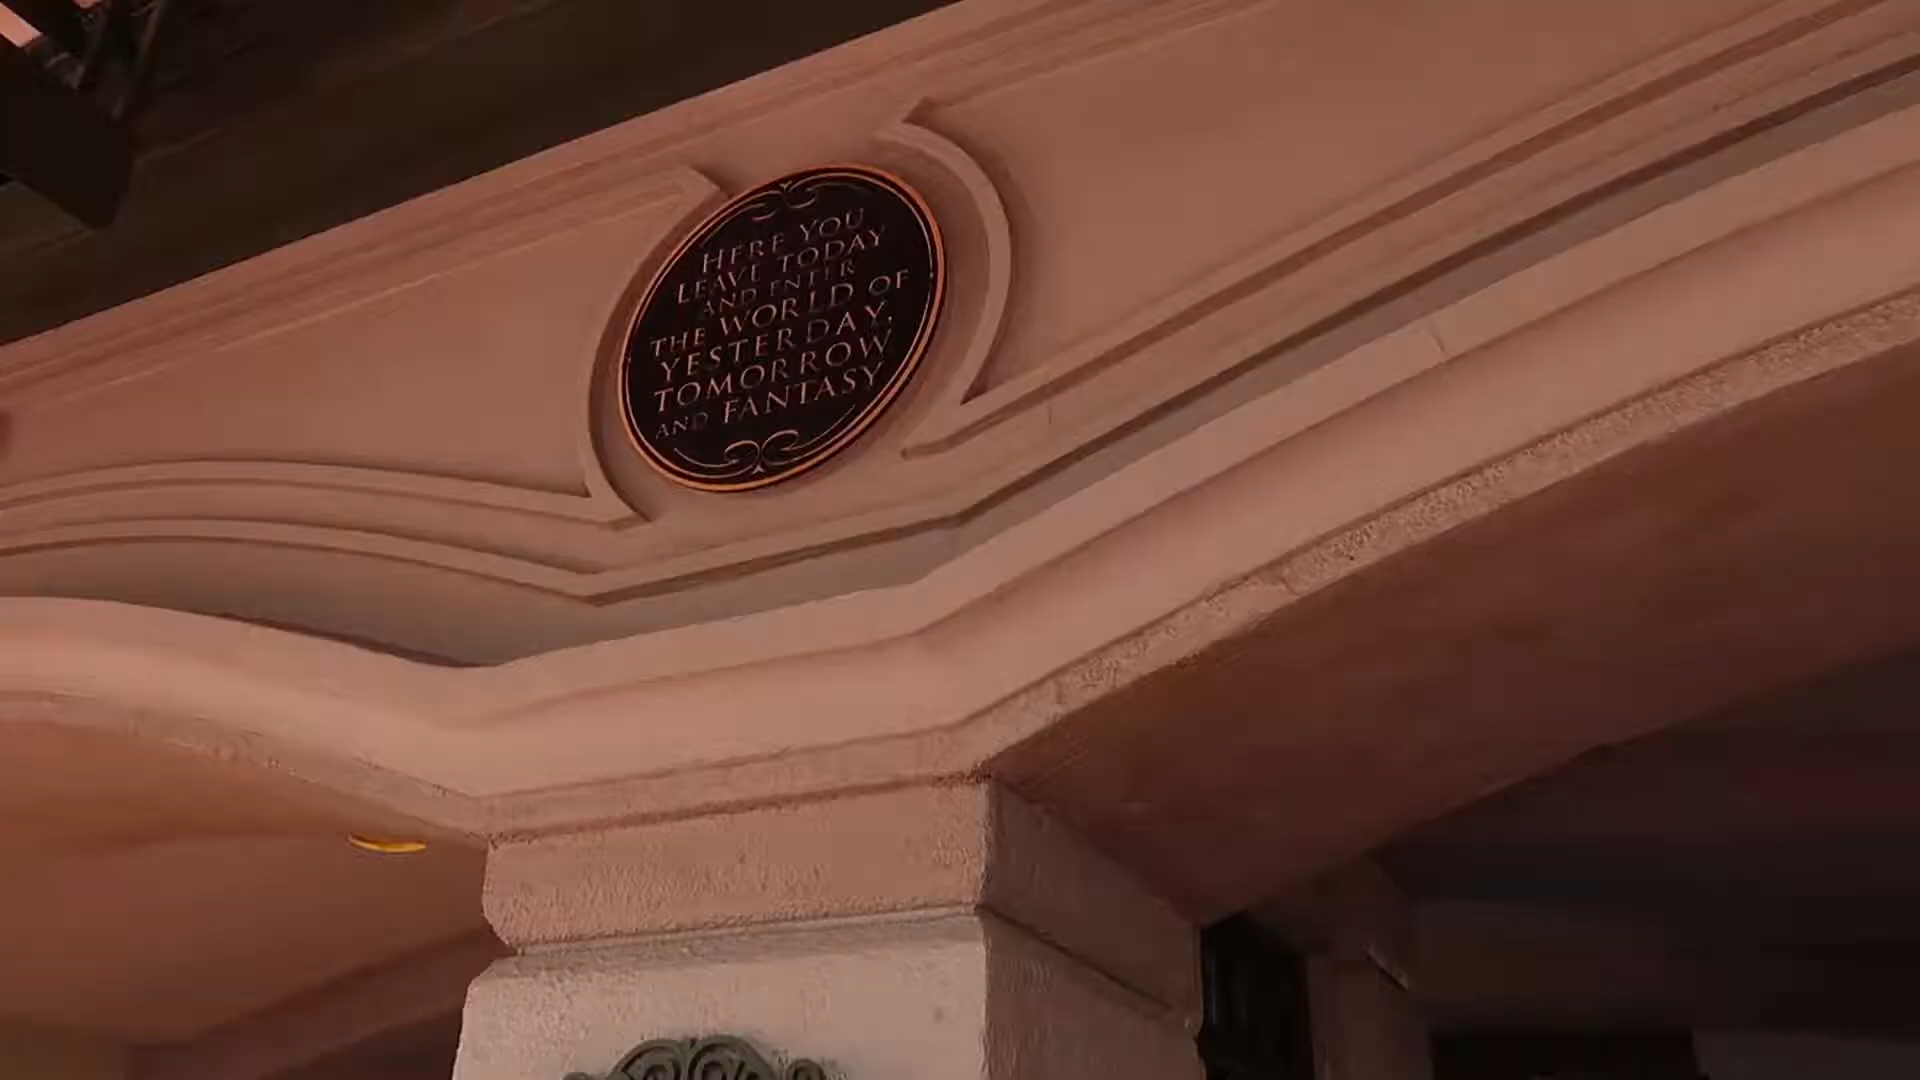 HERE YOU
LEAVE TODAY
AND ENTER
THE WORLD OF
YESTERDAY,
TOMORROW
AND FANTASY